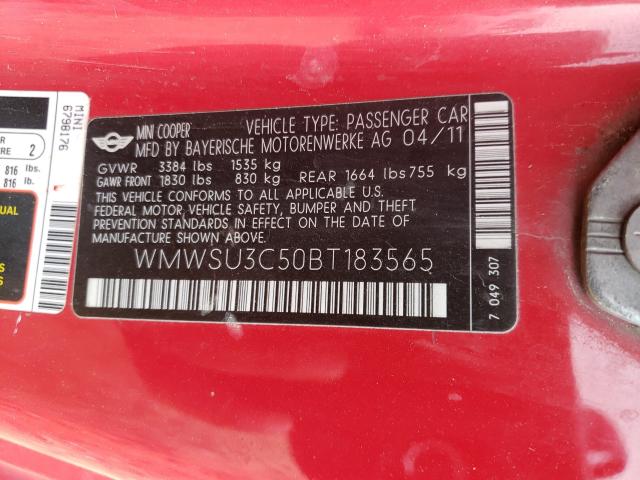 MINI
6798176
2
816 lbs.
816 lb.
MINI COOPER
VEHICLE TYPE: PASSENGER CAR
MFD BY BAYERISCHE MOTORENWERKE AG 04/11
GVWR 3384 lbs 1535 kg
GAWR FRONT 1830 lbs 830 kg REAR 1664 lbs 755 kg
THIS VEHICLE CONFORMS TO ALL APPLICABLE U.S.
FEDERAL MOTOR VEHICLE SAFETY, BUMPER AND THEFT
PREVENTION STANDARDS IN EFFECT ON THE DATE OF
MANUFACTURE SHOWN ABOVE.
WMWSU3C50BT183565
7 049 307